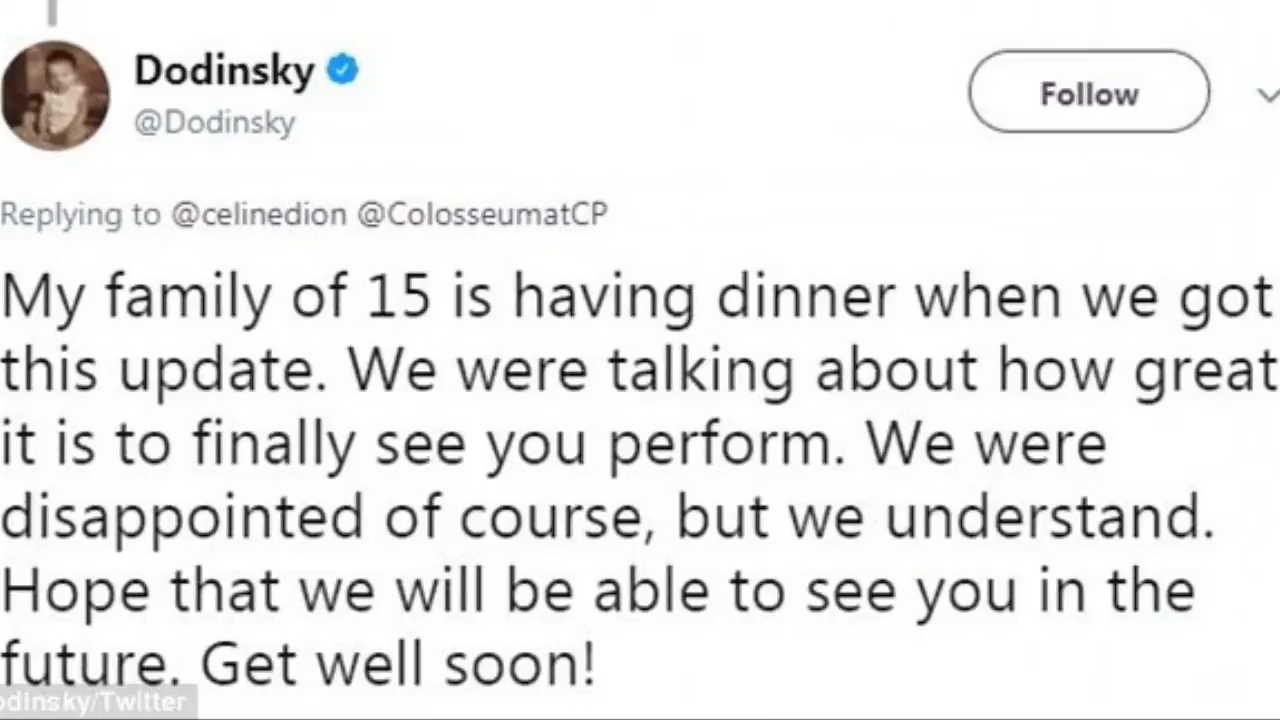 Dodinsky
@Dodinsky
Follow
Replying to @celinedion @ColosseumatCP
My family of 15 is having dinner when we got
this update. We were talking about how great
it is to finally see you perform. We were
disappointed of course, but we understand.
Hope that we will be able to see you in the
future. Get well soon!
odinsky/Twitter